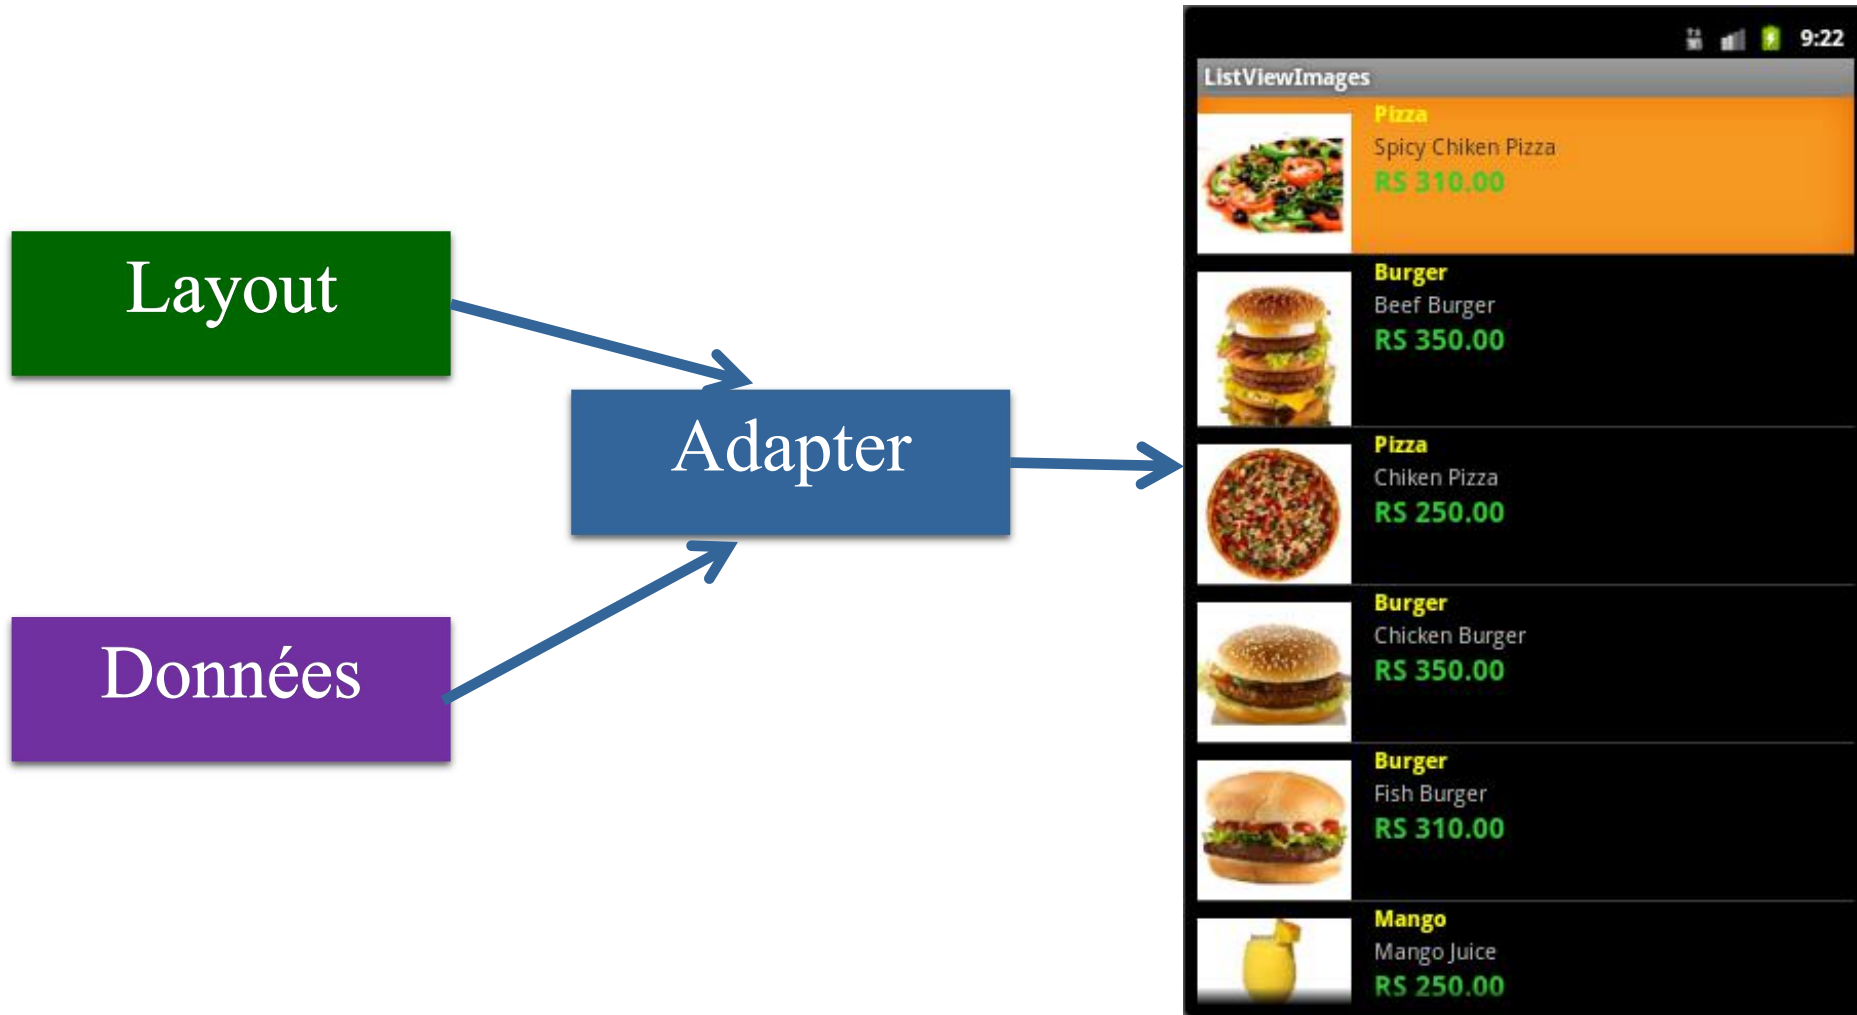 Layout
Données
Adapter
9:22
ListViewImages
Pizza
Spicy Chiken Pizza
RS 310.00
Burger
Beef Burger
RS 350.00
Pizza
Chiken Pizza
RS 250.00
Burger
Chicken Burger
RS 350.00
Burger
Fish Burger
RS 310.00
Mango
Mango Juice
RS 250.00